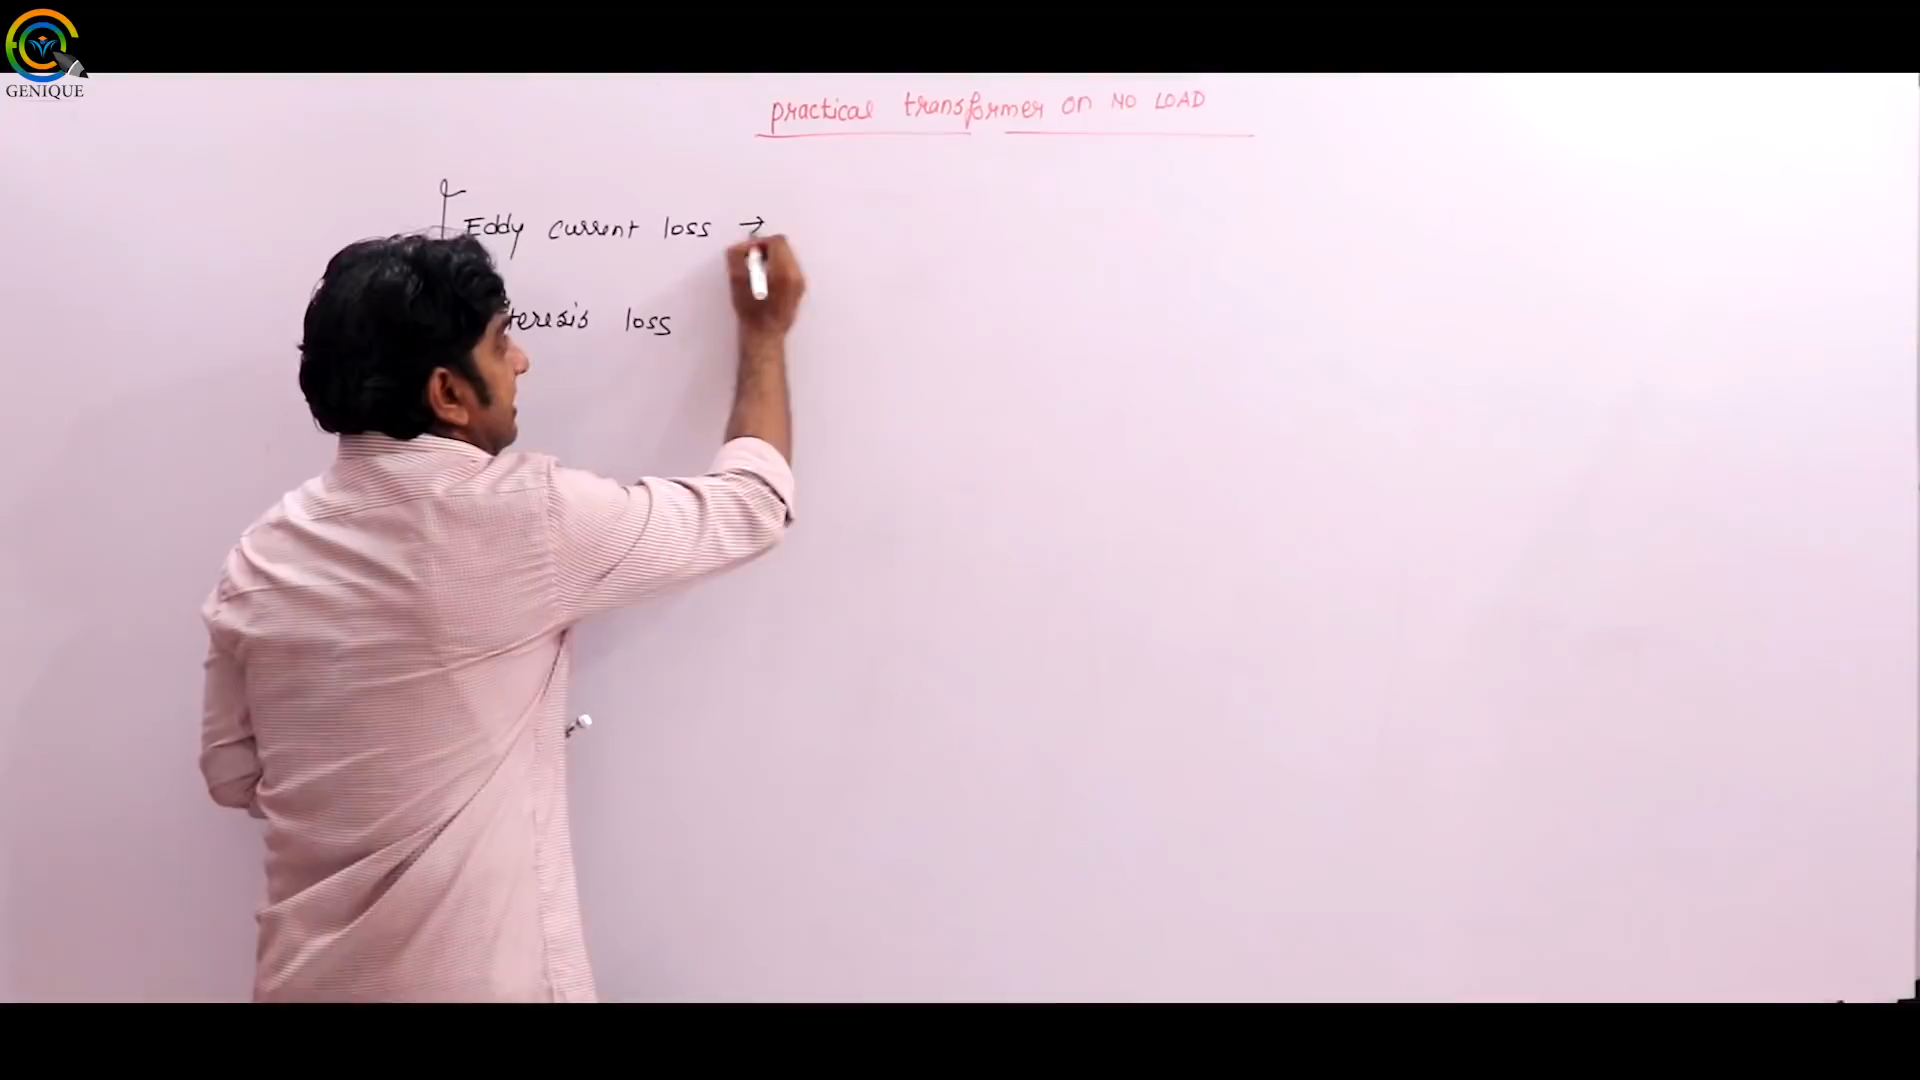 GENIQUE
practical transformer on NO LOAD
Eddy current loss →
loss